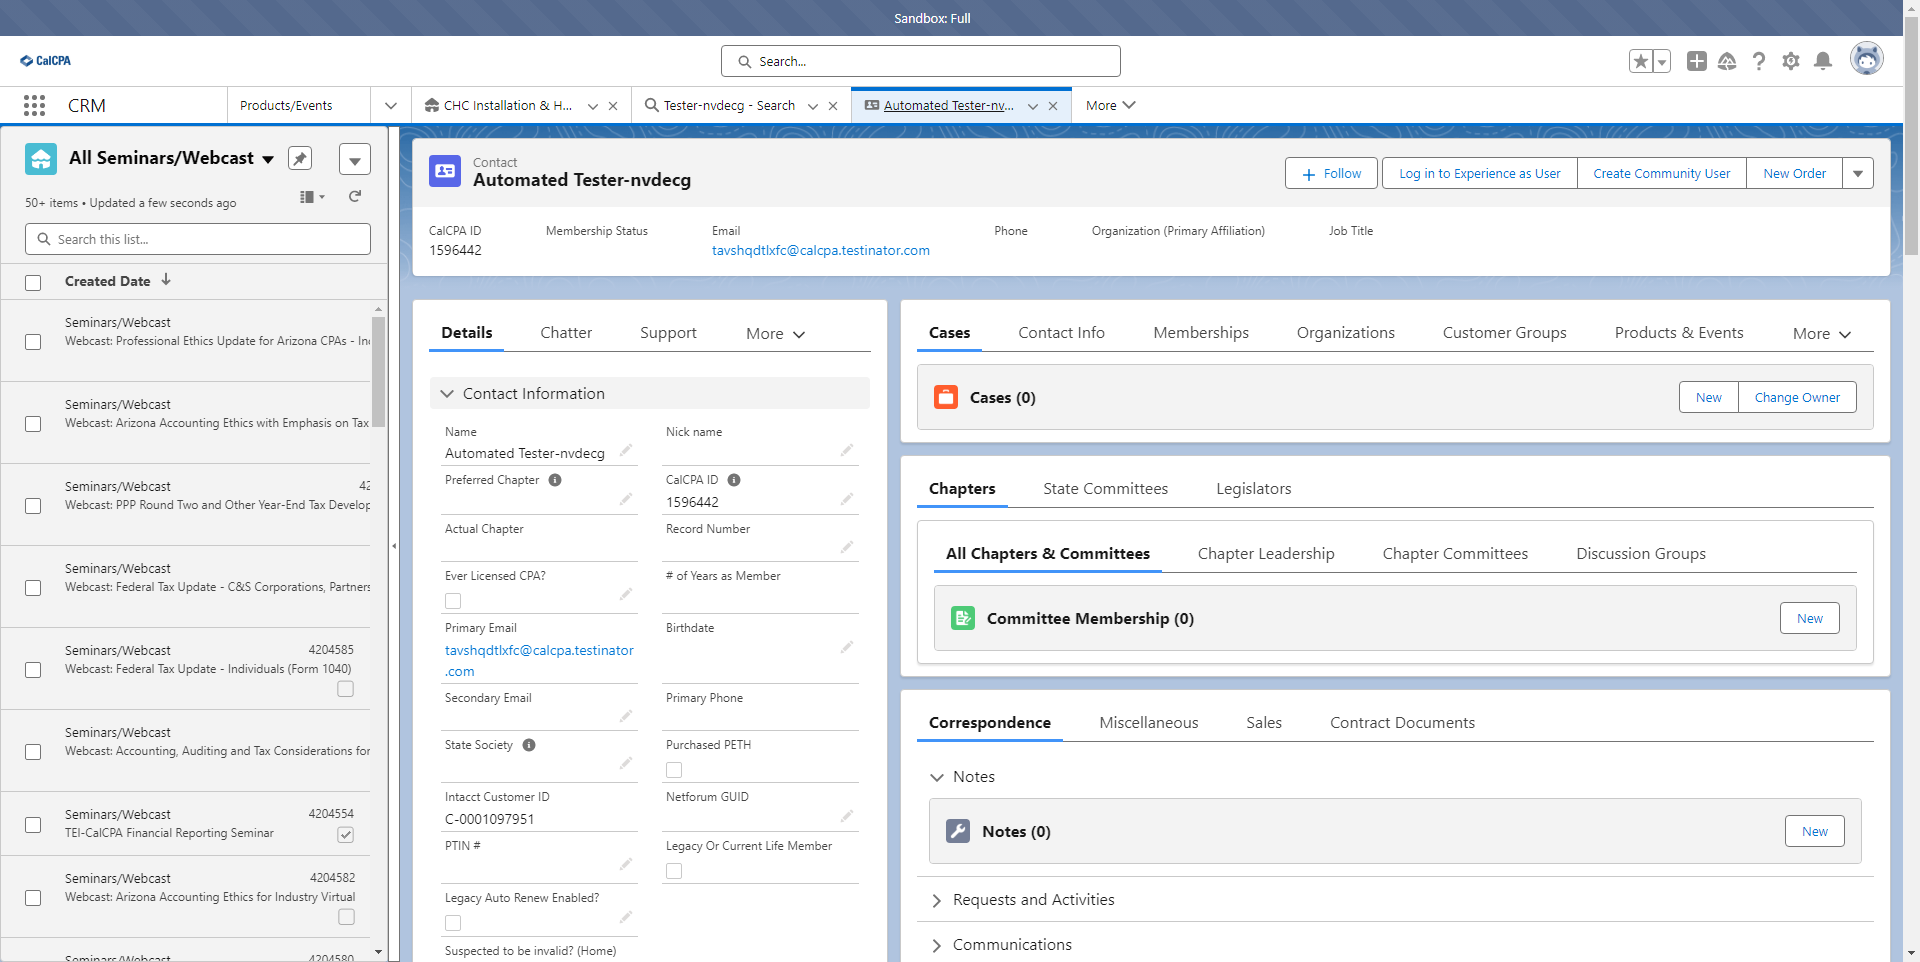 Sandbox: Full
CalCPA
Search...
CRM
Products/Events
CHC Installation & H...
Tester-nvdecg - Search
Automated Tester-nv...
More
All Seminars/Webcast
50+ items • Updated a few seconds ago
Search this list...
Created Date
Seminars/Webcast
Webcast: Professional Ethics Update for Arizona CPAs - In
Seminars/Webcast
Webcast: Arizona Accounting Ethics with Emphasis on Tax
Seminars/Webcast 42
Webcast: PPP Round Two and Other Year-End Tax Develop
Seminars/Webcast
Webcast: Federal Tax Update - C&S Corporations, Partners
Seminars/Webcast 4204585
Webcast: Federal Tax Update - Individuals (Form 1040)
Seminars/Webcast
Webcast: Accounting, Auditing and Tax Considerations for
Seminars/Webcast 4204554
TEI-CalCPA Financial Reporting Seminar
Seminars/Webcast 4204582
Webcast: Arizona Accounting Ethics for Industry Virtual
Seminars/Webcast 4204580
Contact
Automated Tester-nvdecg
Follow
Log in to Experience as User
Create Community User
New Order
CalCPA ID
1596442
Membership Status
Email
tavshqdtlxfc@calcpa.testinator.com
Phone
Organization (Primary Affiliation)
Job Title
Details
Chatter
Support
More
Contact Information
Name
Automated Tester-nvdecg
Nick name
Preferred Chapter
CalCPA ID
1596442
Actual Chapter
Record Number
Ever Licensed CPA?
# of Years as Member
Primary Email
tavshqdtlxfc@calcpa.testinator
.com
Birthdate
Secondary Email
Primary Phone
State Society
Purchased PETH
Intacct Customer ID
C-0001097951
Netforum GUID
PTIN #
Legacy Or Current Life Member
Legacy Auto Renew Enabled?
Suspected to be invalid? (Home)
Cases
Contact Info
Memberships
Organizations
Customer Groups
Products & Events
More
Cases (0)
New
Change Owner
Chapters
State Committees
Legislators
All Chapters & Committees
Chapter Leadership
Chapter Committees
Discussion Groups
Committee Membership (0)
New
Correspondence
Miscellaneous
Sales
Contract Documents
Notes
Notes (0)
New
Requests and Activities
Communications